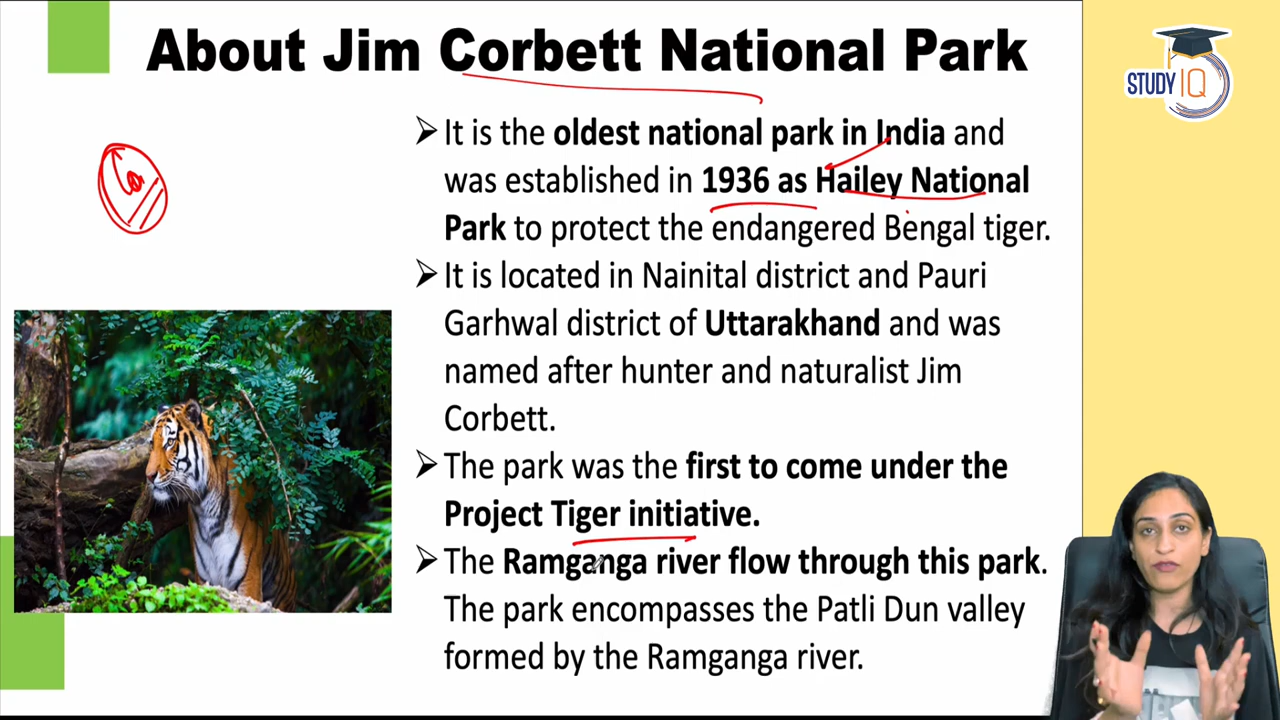 About Jim Corbett National Park
STUDY IQ
➢ It is the oldest national park in India and
was established in 1936 as Hailey National
Park to protect the endangered Bengal tiger.
➢ It is located in Nainital district and Pauri
Garhwal district of Uttarakhand and was
named after hunter and naturalist Jim
Corbett.
➢ The park was the first to come under the
Project Tiger initiative.
➢ The Ramganga river flow through this park.
The park encompasses the Patli Dun valley
formed by the Ramganga river.